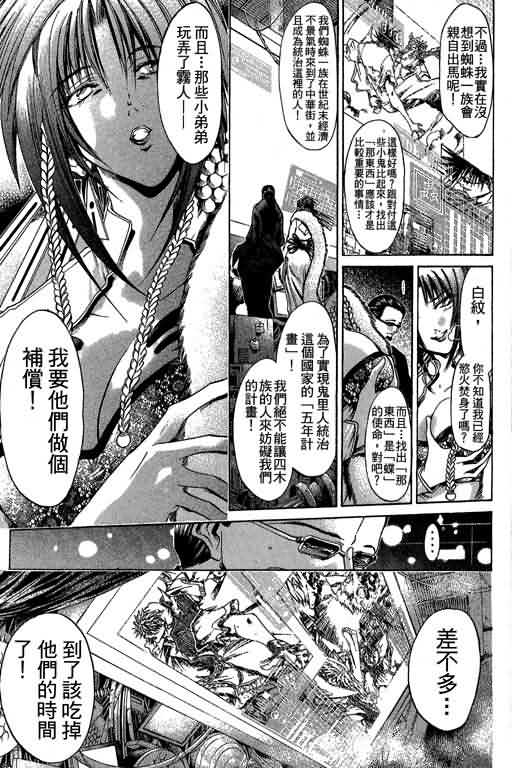 不過…我實在沒
想到蜘蛛一族會
親自出馬呢！
這樣好嗎？跟對付這
些小鬼比起來，找出
「那東西」應該才是
比較重要的事情…
我們蜘蛛一族在世紀末經濟
不景氣時來到了中華街，並
且成為統治這裡的人！
白紋，
你不知道我已經
慾火焚身了嗎？
而且…找出「那
東西」是「蝶」
的使命，對吧？
為了實現鬼里人統治
這個國家的「五年計
畫」！
我們絕不能讓四木
族的人來妨礙我們
的計畫！
而且…那些小弟弟
玩弄了霧人——
我要他們做個
補償！
…
差不多…
到了該吃掉
他們的時間
了！